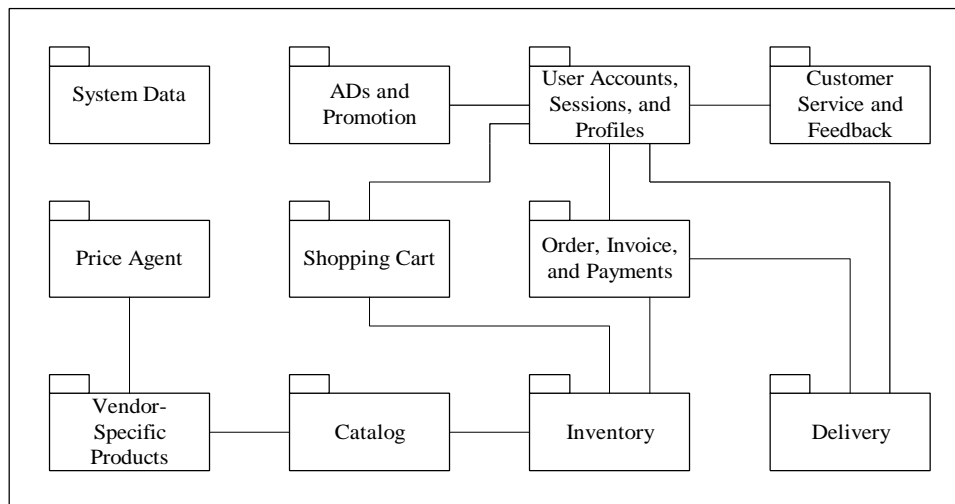 System Data
ADs and
Promotion
User Accounts,
Sessions, and
Profiles
Customer
Service and
Feedback
Price Agent
Shopping Cart
Order, Invoice,
and Payments
Vendor-
Specific
Products
Catalog
Inventory
Delivery